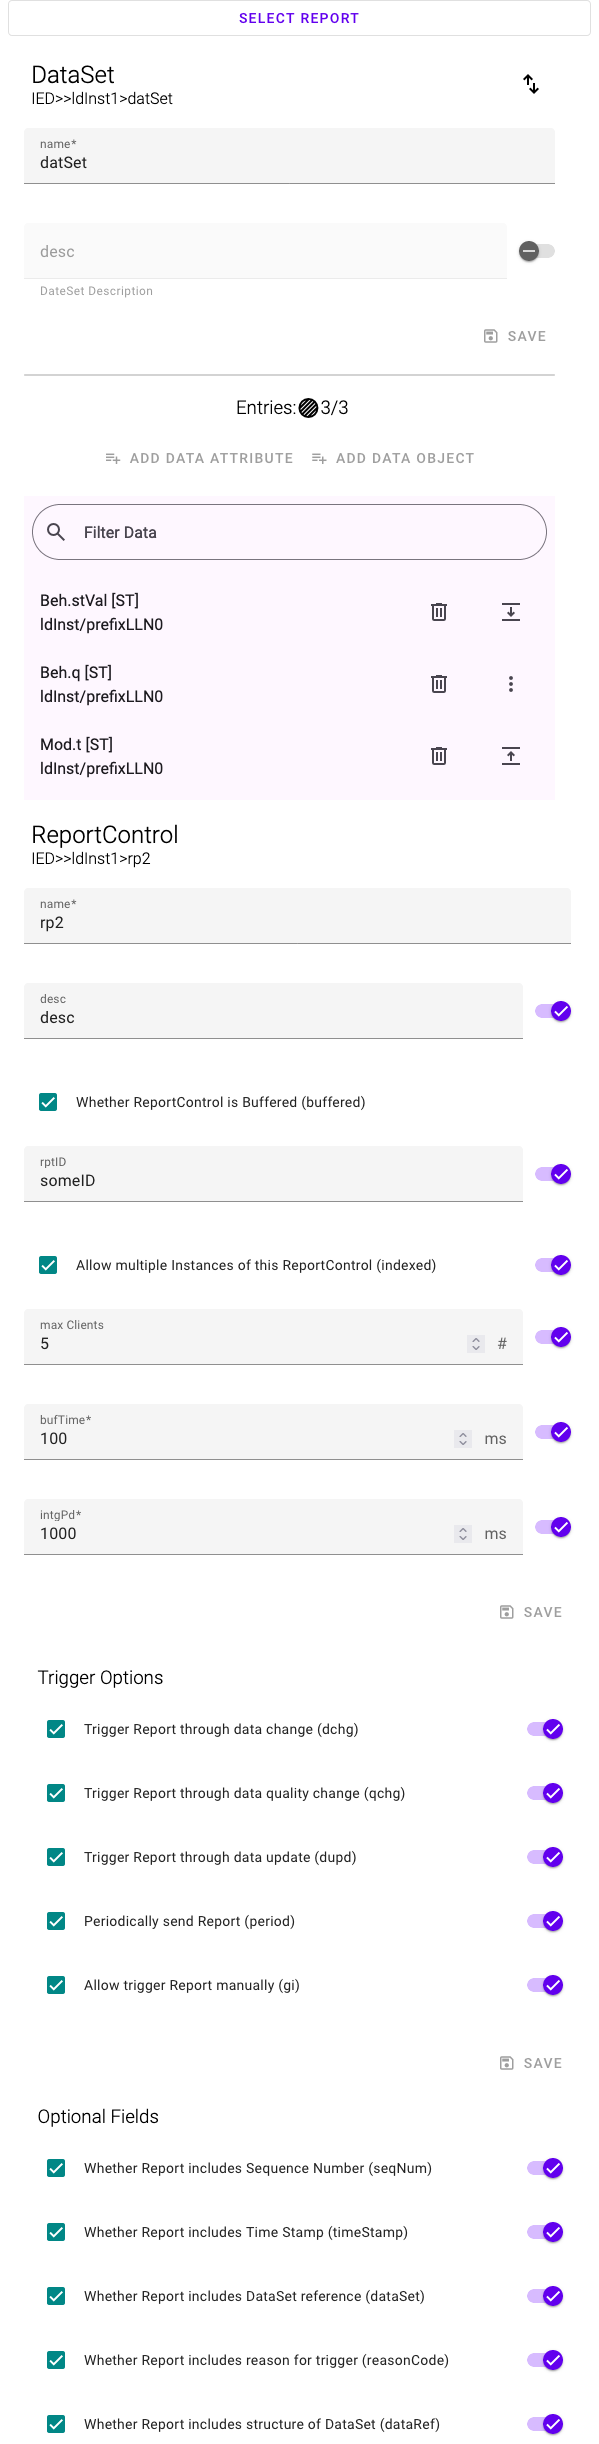 SELECT REPORT
DataSet
IED>>ldInst1>datSet
name*
datSet
desc
DateSet Description
SAVE
Entries: 3/3
ADD DATA ATTRIBUTE ADD DATA OBJECT
Filter Data
Beh.stVal [ST]
ldInst/prefixLLN0
Beh.q [ST]
ldInst/prefixLLN0
Mod.t [ST]
ldInst/prefixLLN0
ReportControl
IED>>ldInst1>rp2
name*
rp2
desc
desc
Whether ReportControl is Buffered (buffered)
rptID
someID
Allow multiple Instances of this ReportControl (indexed)
max Clients
5 #
bufTime*
100 ms
intgPd*
1000 ms
SAVE
Trigger Options
Trigger Report through data change (dchg)
Trigger Report through data quality change (qchg)
Trigger Report through data update (dupd)
Periodically send Report (period)
Allow trigger Report manually (gi)
SAVE
Optional Fields
Whether Report includes Sequence Number (seqNum)
Whether Report includes Time Stamp (timeStamp)
Whether Report includes DataSet reference (dataSet)
Whether Report includes reason for trigger (reasonCode)
Whether Report includes structure of DataSet (dataRef)